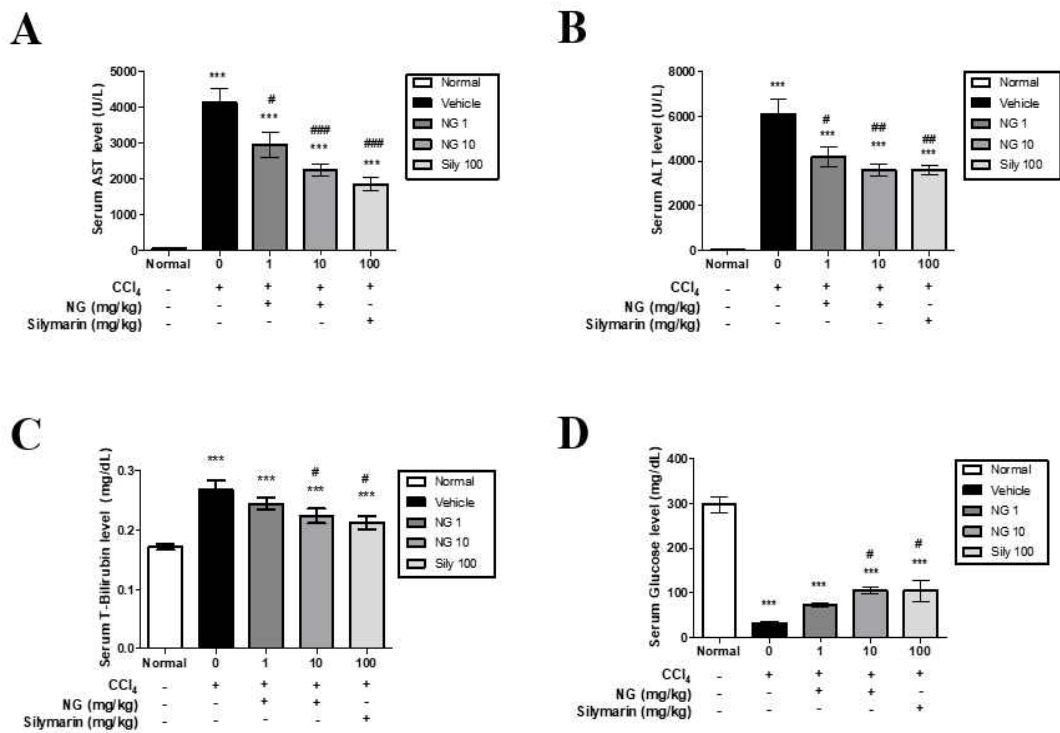 A
Serum AST level (U/L)
5000
4000
3000
2000
1000
0
***
#
***
###
***
###
***
Normal 0 1 10 100
CCl4 - + + + +
NG (mg/kg) - - + + -
Silymarin (mg/kg) - - - - +
Normal
Vehicle
NG 1
NG 10
Sily 100
B
Serum ALT level (U/L)
8000
6000
4000
2000
0
***
#
***
##
***
##
***
Normal 0 1 10 100
CCl4 - + + + +
NG (mg/kg) - - + + -
Silymarin (mg/kg) - - - - +
Normal
Vehicle
NG 1
NG 10
Sily 100
C
Serum T-Bilirubin level (mg/dL)
0.3
0.2
0.1
0.0
***
***
#
***
#
***
Normal 0 1 10 100
CCl4 - + + + +
NG (mg/kg) - - + + -
Silymarin (mg/kg) - - - - +
Normal
Vehicle
NG 1
NG 10
Sily 100
D
Serum Glucose level (mg/dL)
400
300
200
100
0
***
***
#
***
#
***
Normal 0 1 10 100
CCl4 - + + + +
NG (mg/kg) - - + + -
Silymarin (mg/kg) - - - - +
Normal
Vehicle
NG 1
NG 10
Sily 100